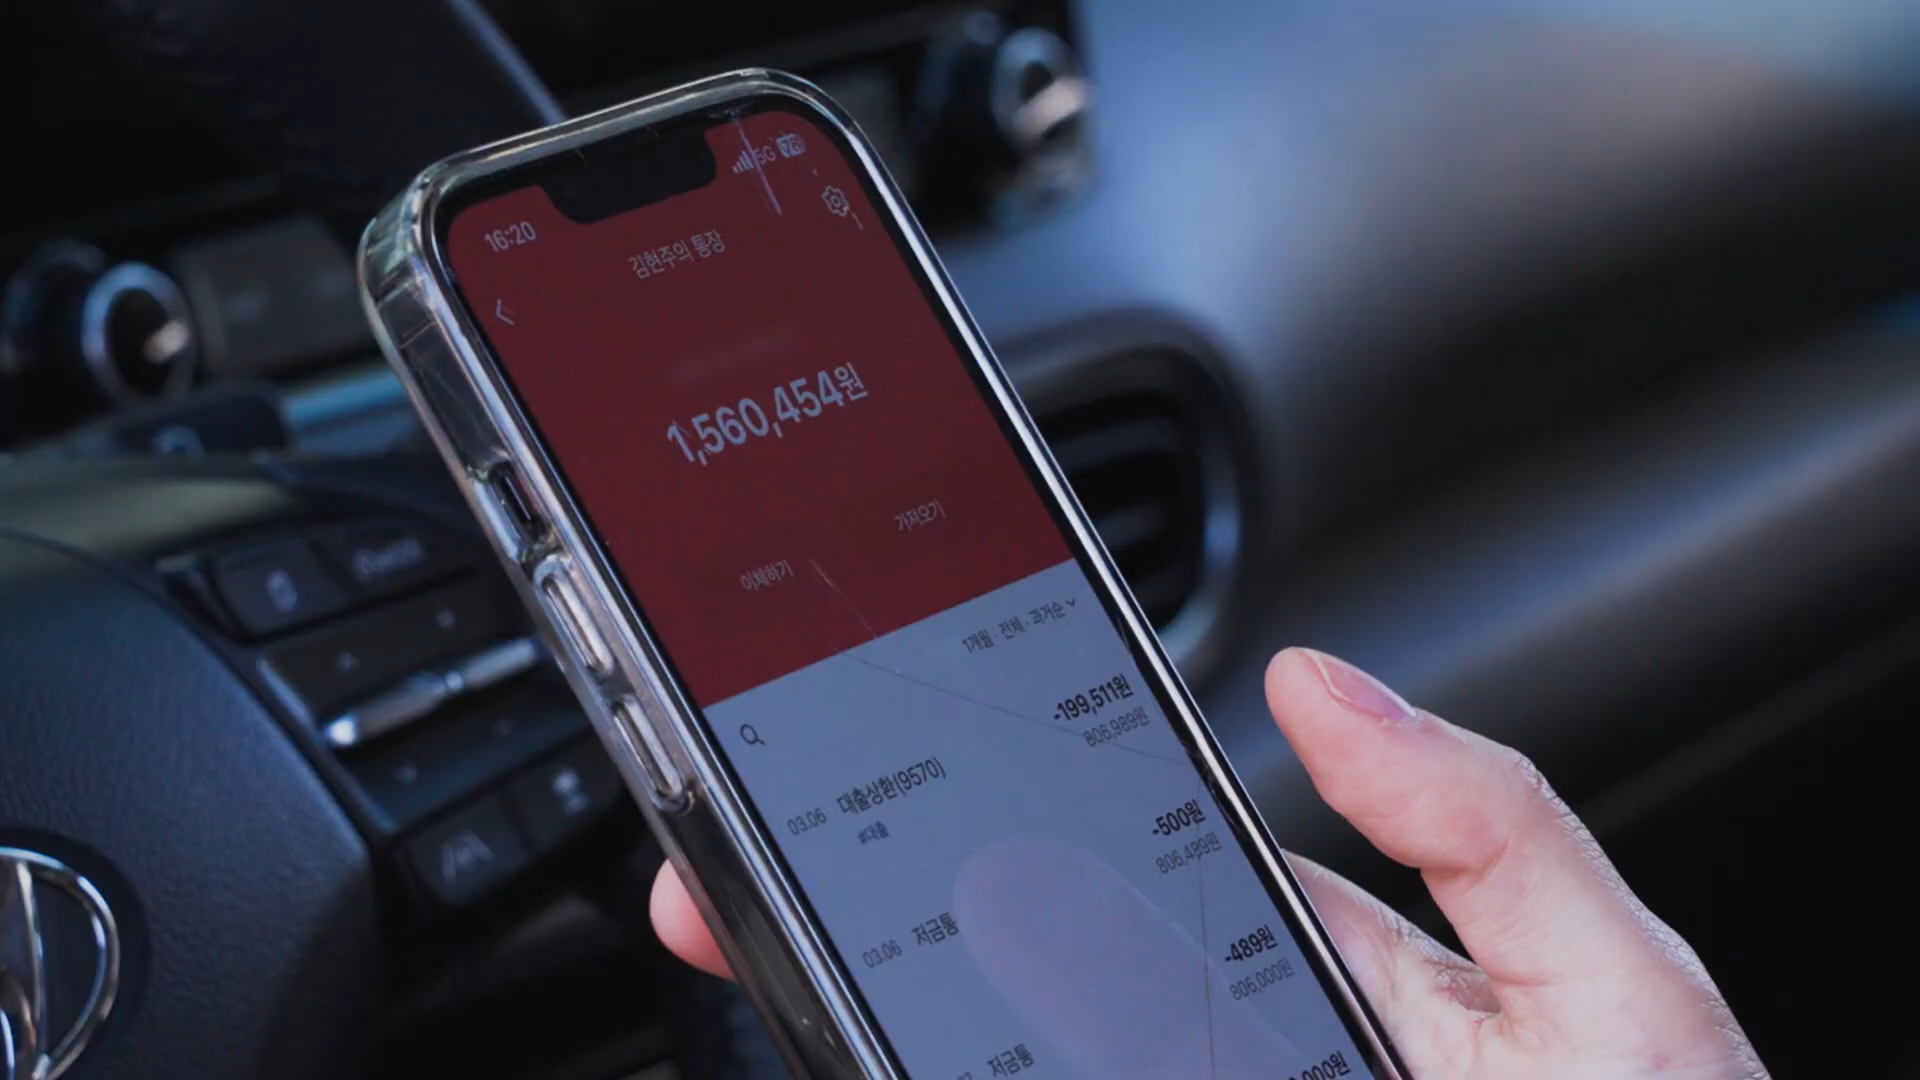 16:20
5G 78
김현주의 통장
1,560,454원
이체하기
가져오기
1개월 · 전체 · 과거순
03.06 대출상환(9570) -199,511원
#대출 806,989원
03.06 저금통 -500원
806,489원
저금통 -489원
806,000원